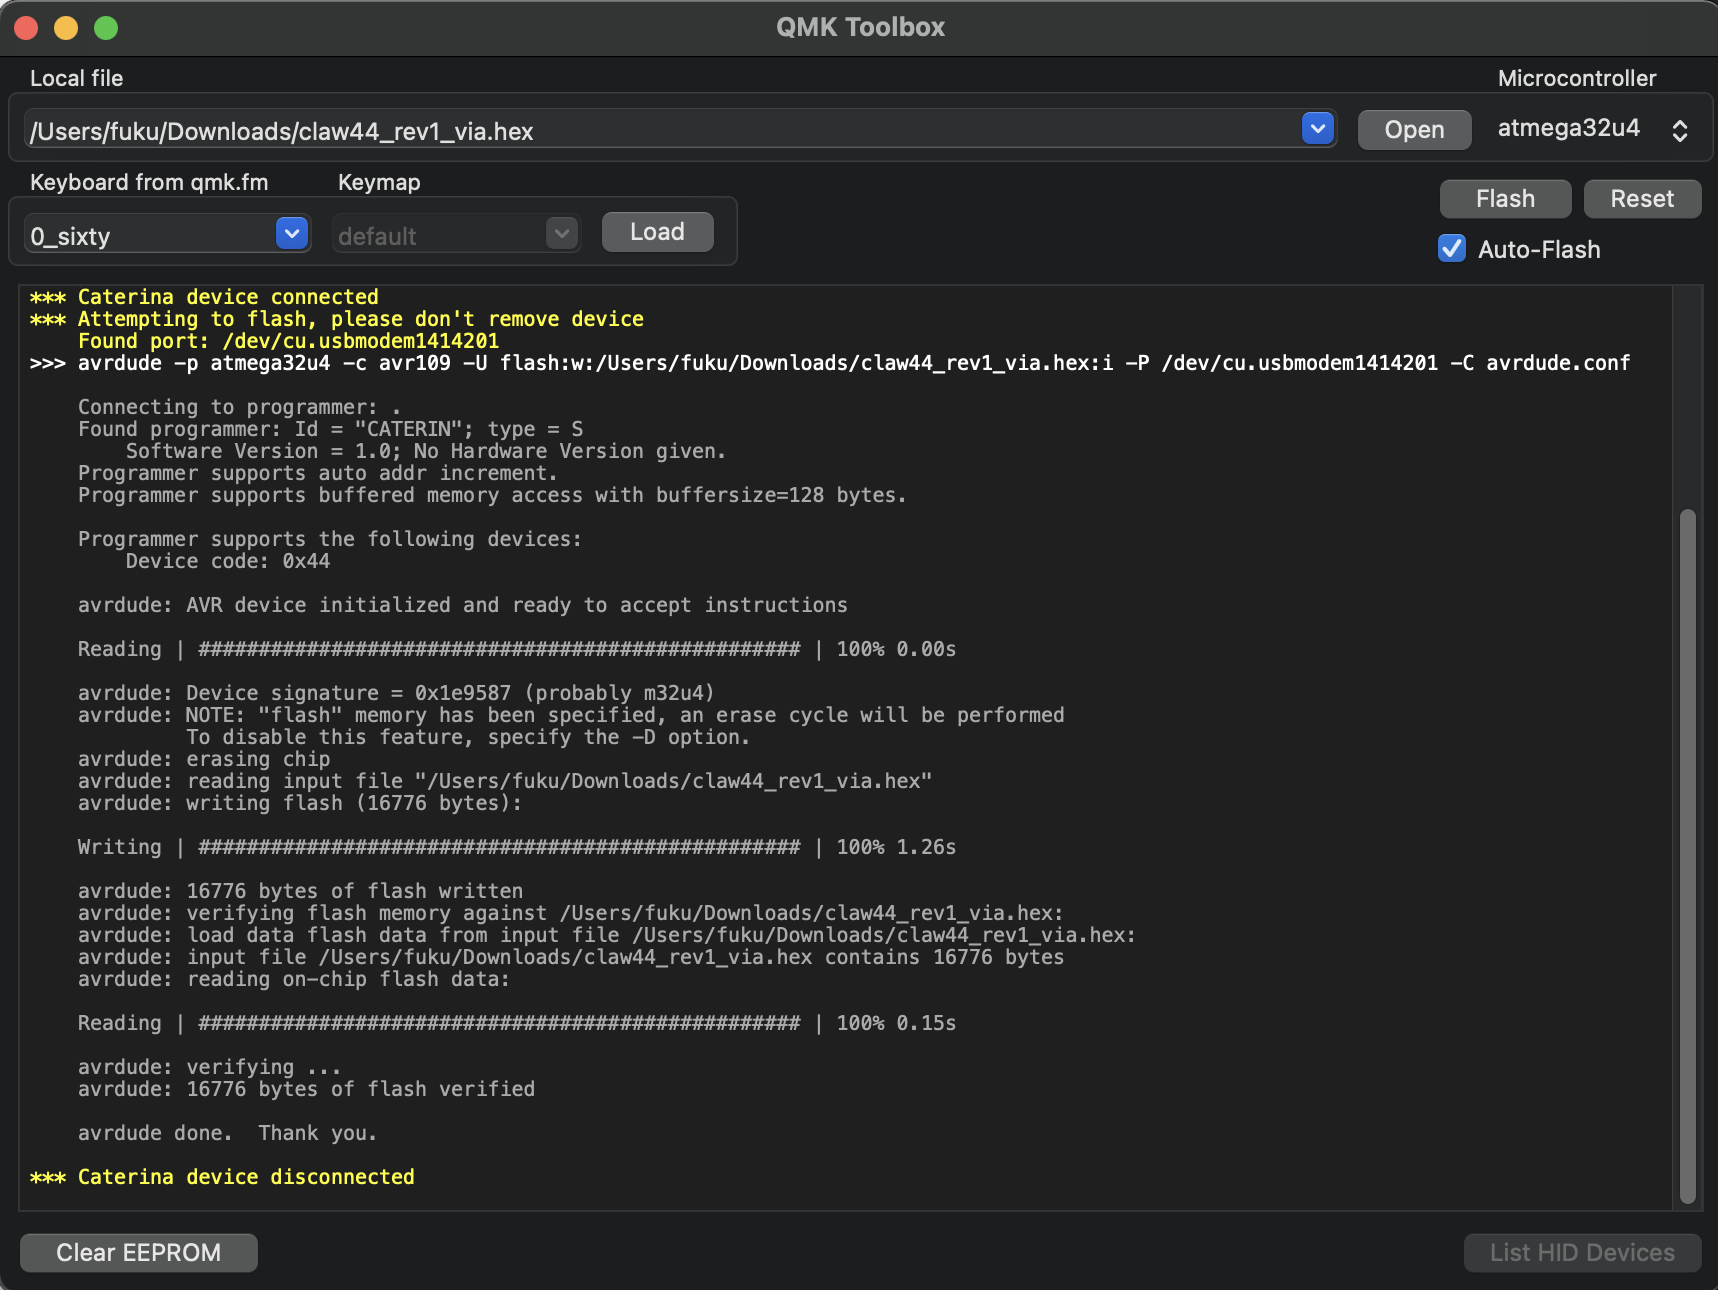 QMK Toolbox
Local file
Microcontroller
/Users/fuku/Downloads/claw44_rev1_via.hex
Open
atmega32u4
Keyboard from qmk.fm
Keymap
Flash
Reset
0_sixty
default
Load
Auto-Flash
*** Caterina device connected
*** Attempting to flash, please don't remove device
    Found port: /dev/cu.usbmodem1414201
>>> avrdude -p atmega32u4 -c avr109 -U flash:w:/Users/fuku/Downloads/claw44_rev1_via.hex:i -P /dev/cu.usbmodem1414201 -C avrdude.conf
    Connecting to programmer: .
    Found programmer: Id = "CATERIN"; type = S
        Software Version = 1.0; No Hardware Version given.
    Programmer supports auto addr increment.
    Programmer supports buffered memory access with buffersize=128 bytes.
    Programmer supports the following devices:
        Device code: 0x44
    avrdude: AVR device initialized and ready to accept instructions
    Reading | ################################################## | 100% 0.00s
    avrdude: Device signature = 0x1e9587 (probably m32u4)
    avrdude: NOTE: "flash" memory has been specified, an erase cycle will be performed
             To disable this feature, specify the -D option.
    avrdude: erasing chip
    avrdude: reading input file "/Users/fuku/Downloads/claw44_rev1_via.hex"
    avrdude: writing flash (16776 bytes):
    Writing | ################################################## | 100% 1.26s
    avrdude: 16776 bytes of flash written
    avrdude: verifying flash memory against /Users/fuku/Downloads/claw44_rev1_via.hex:
    avrdude: load data flash data from input file /Users/fuku/Downloads/claw44_rev1_via.hex:
    avrdude: input file /Users/fuku/Downloads/claw44_rev1_via.hex contains 16776 bytes
    avrdude: reading on-chip flash data:
    Reading | ################################################## | 100% 0.15s
    avrdude: verifying ...
    avrdude: 16776 bytes of flash verified
    avrdude done.  Thank you.
*** Caterina device disconnected
Clear EEPROM
List HID Devices